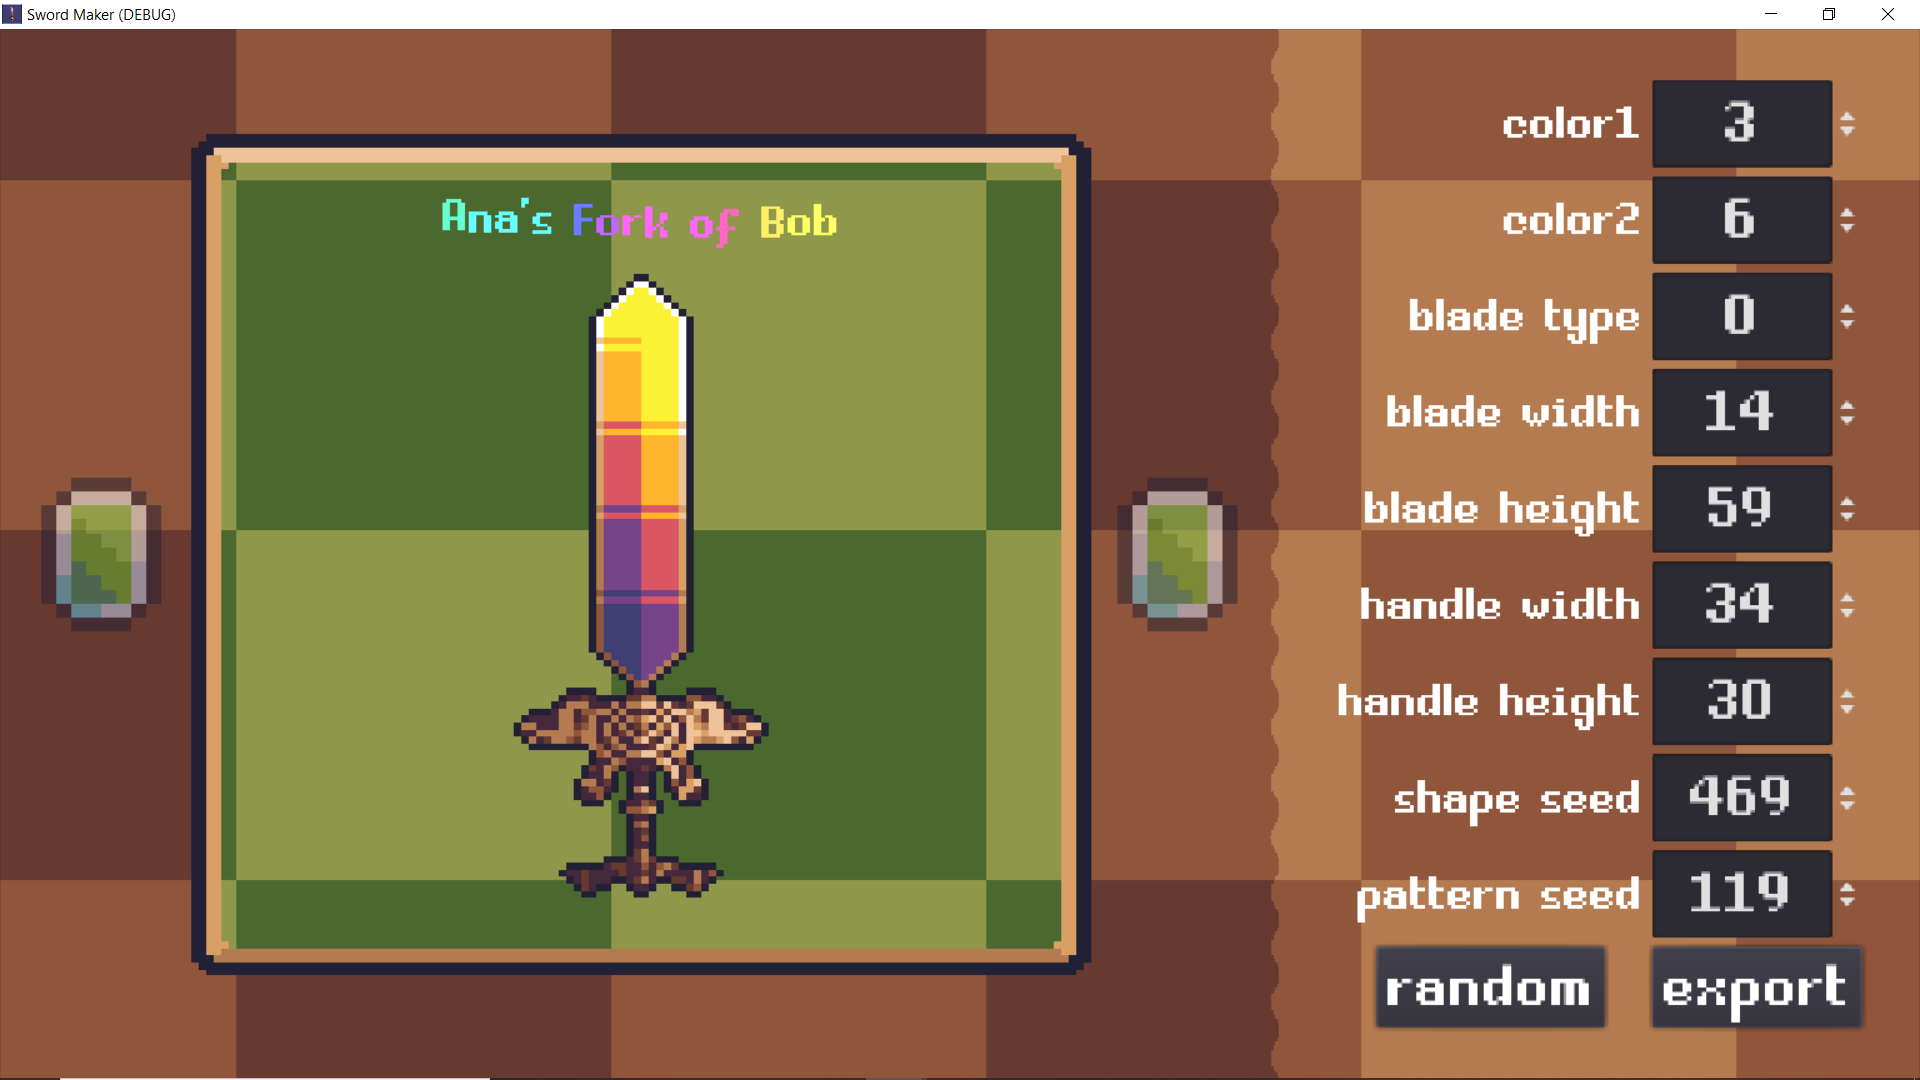 Sword Maker (DEBUG)
Ana's Fork of Bob
color1 3
color2 6
blade type 0
blade width 14
blade height 59
handle width 34
handle height 30
shape seed 469
pattern seed 119
random export